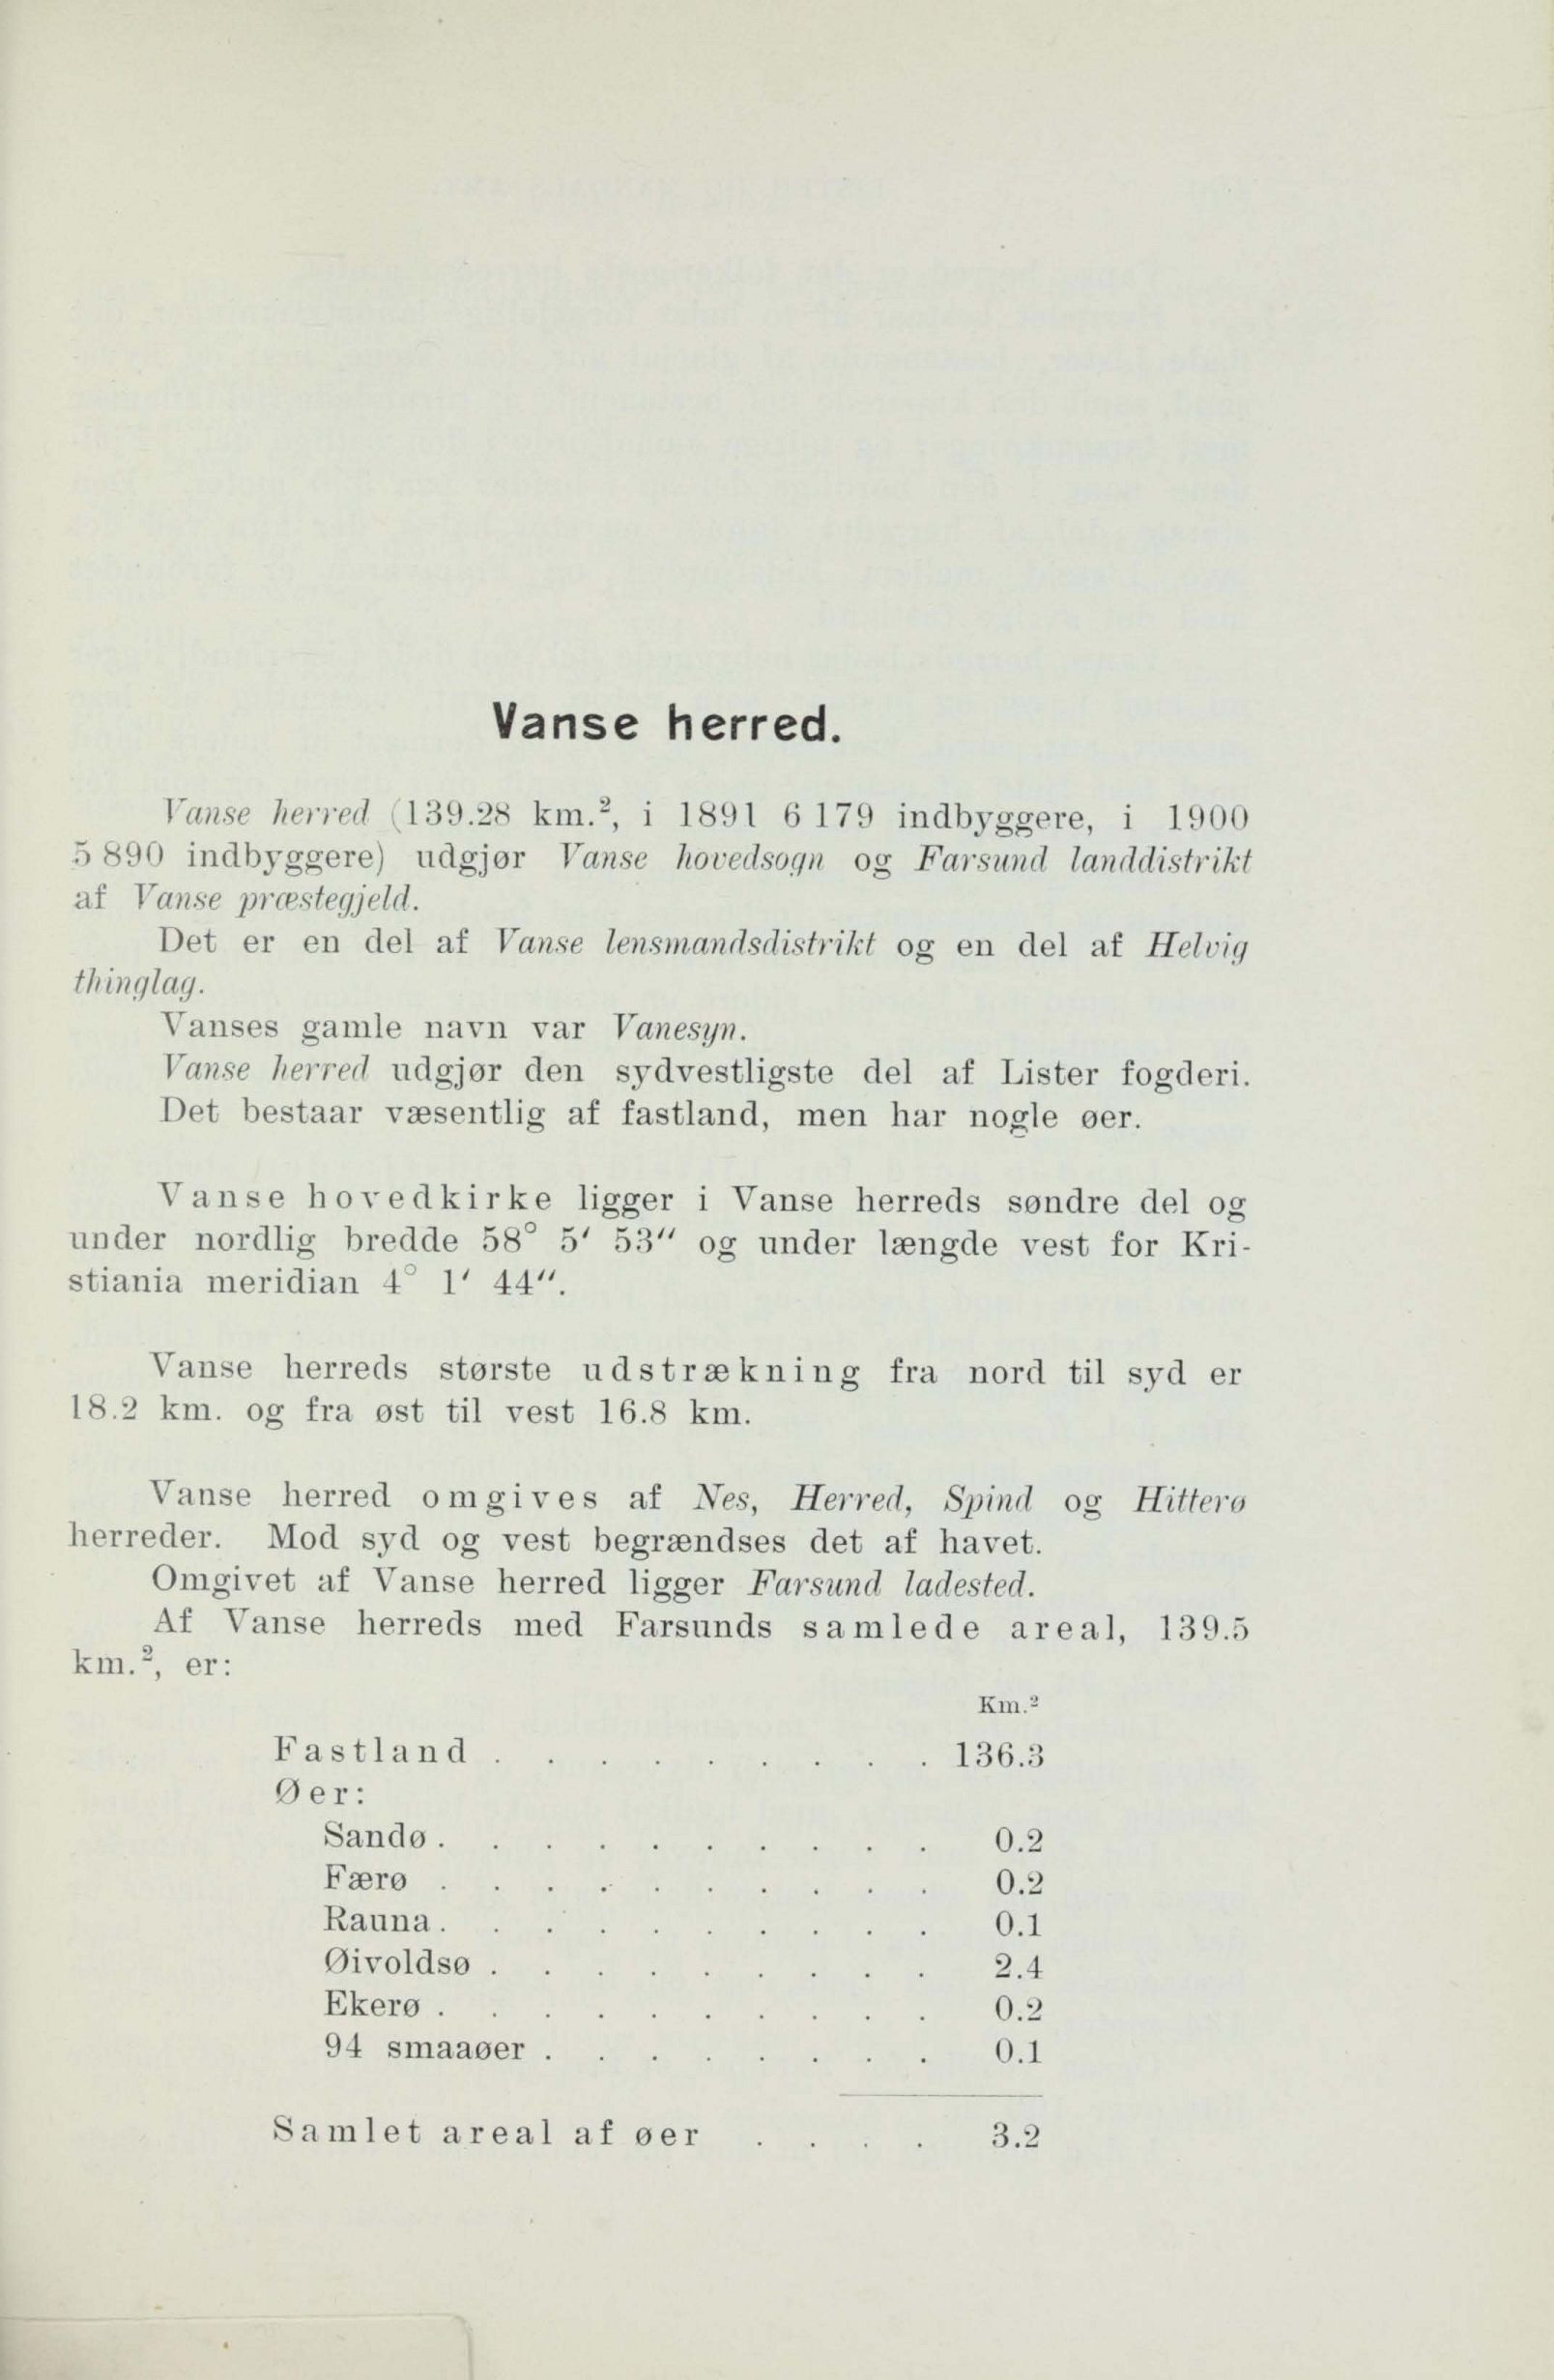 Vanse herred.
Vanse herred (139.28 km.², i 1891 6 179 indbyggere, i 1900
5 890 indbyggere) udgjør Vanse hovedsogn og Farsund landdistrikt
af Vanse præstegjeld.
Det er en del af Vanse lensmandsdistrikt og en del af Helvig
thinglag.
Vanses gamle navn var Vanesyn.
Vanse herred udgjør den sydvestligste del af Lister fogderi.
Det bestaar væsentlig af fastland, men har nogle øer.
Vanse hovedkirke ligger i Vanse herreds søndre del og
under nordlig bredde 58° 5′ 53″ og under længde vest for Kri-
stiania meridian 4° 1′ 44″.
Vanse herreds største udstrækning fra nord til syd er
18.2 km. og fra øst til vest 16.8 km.
Vanse herred omgives af Nes, Herred, Spind og Hitterø
herreder. Mod syd og vest begrændses det af havet.
Omgivet af Vanse herred ligger Farsund ladested.
Af Vanse herreds med Farsunds samlede areal, 139.5
km.², er:
Km.²
Fastland . . . . . . . . . 136.3
Øer:
Sandø . . . . . . . . . . 0.2
Færø . . . . . . . . . . 0.2
Rauna . . . . . . . . . . 0.1
Øivoldsø . . . . . . . . . 2.4
Ekerø . . . . . . . . . . 0.2
94 smaaøer . . . . . . . . 0.1
Samlet areal af øer . . . . 3.2